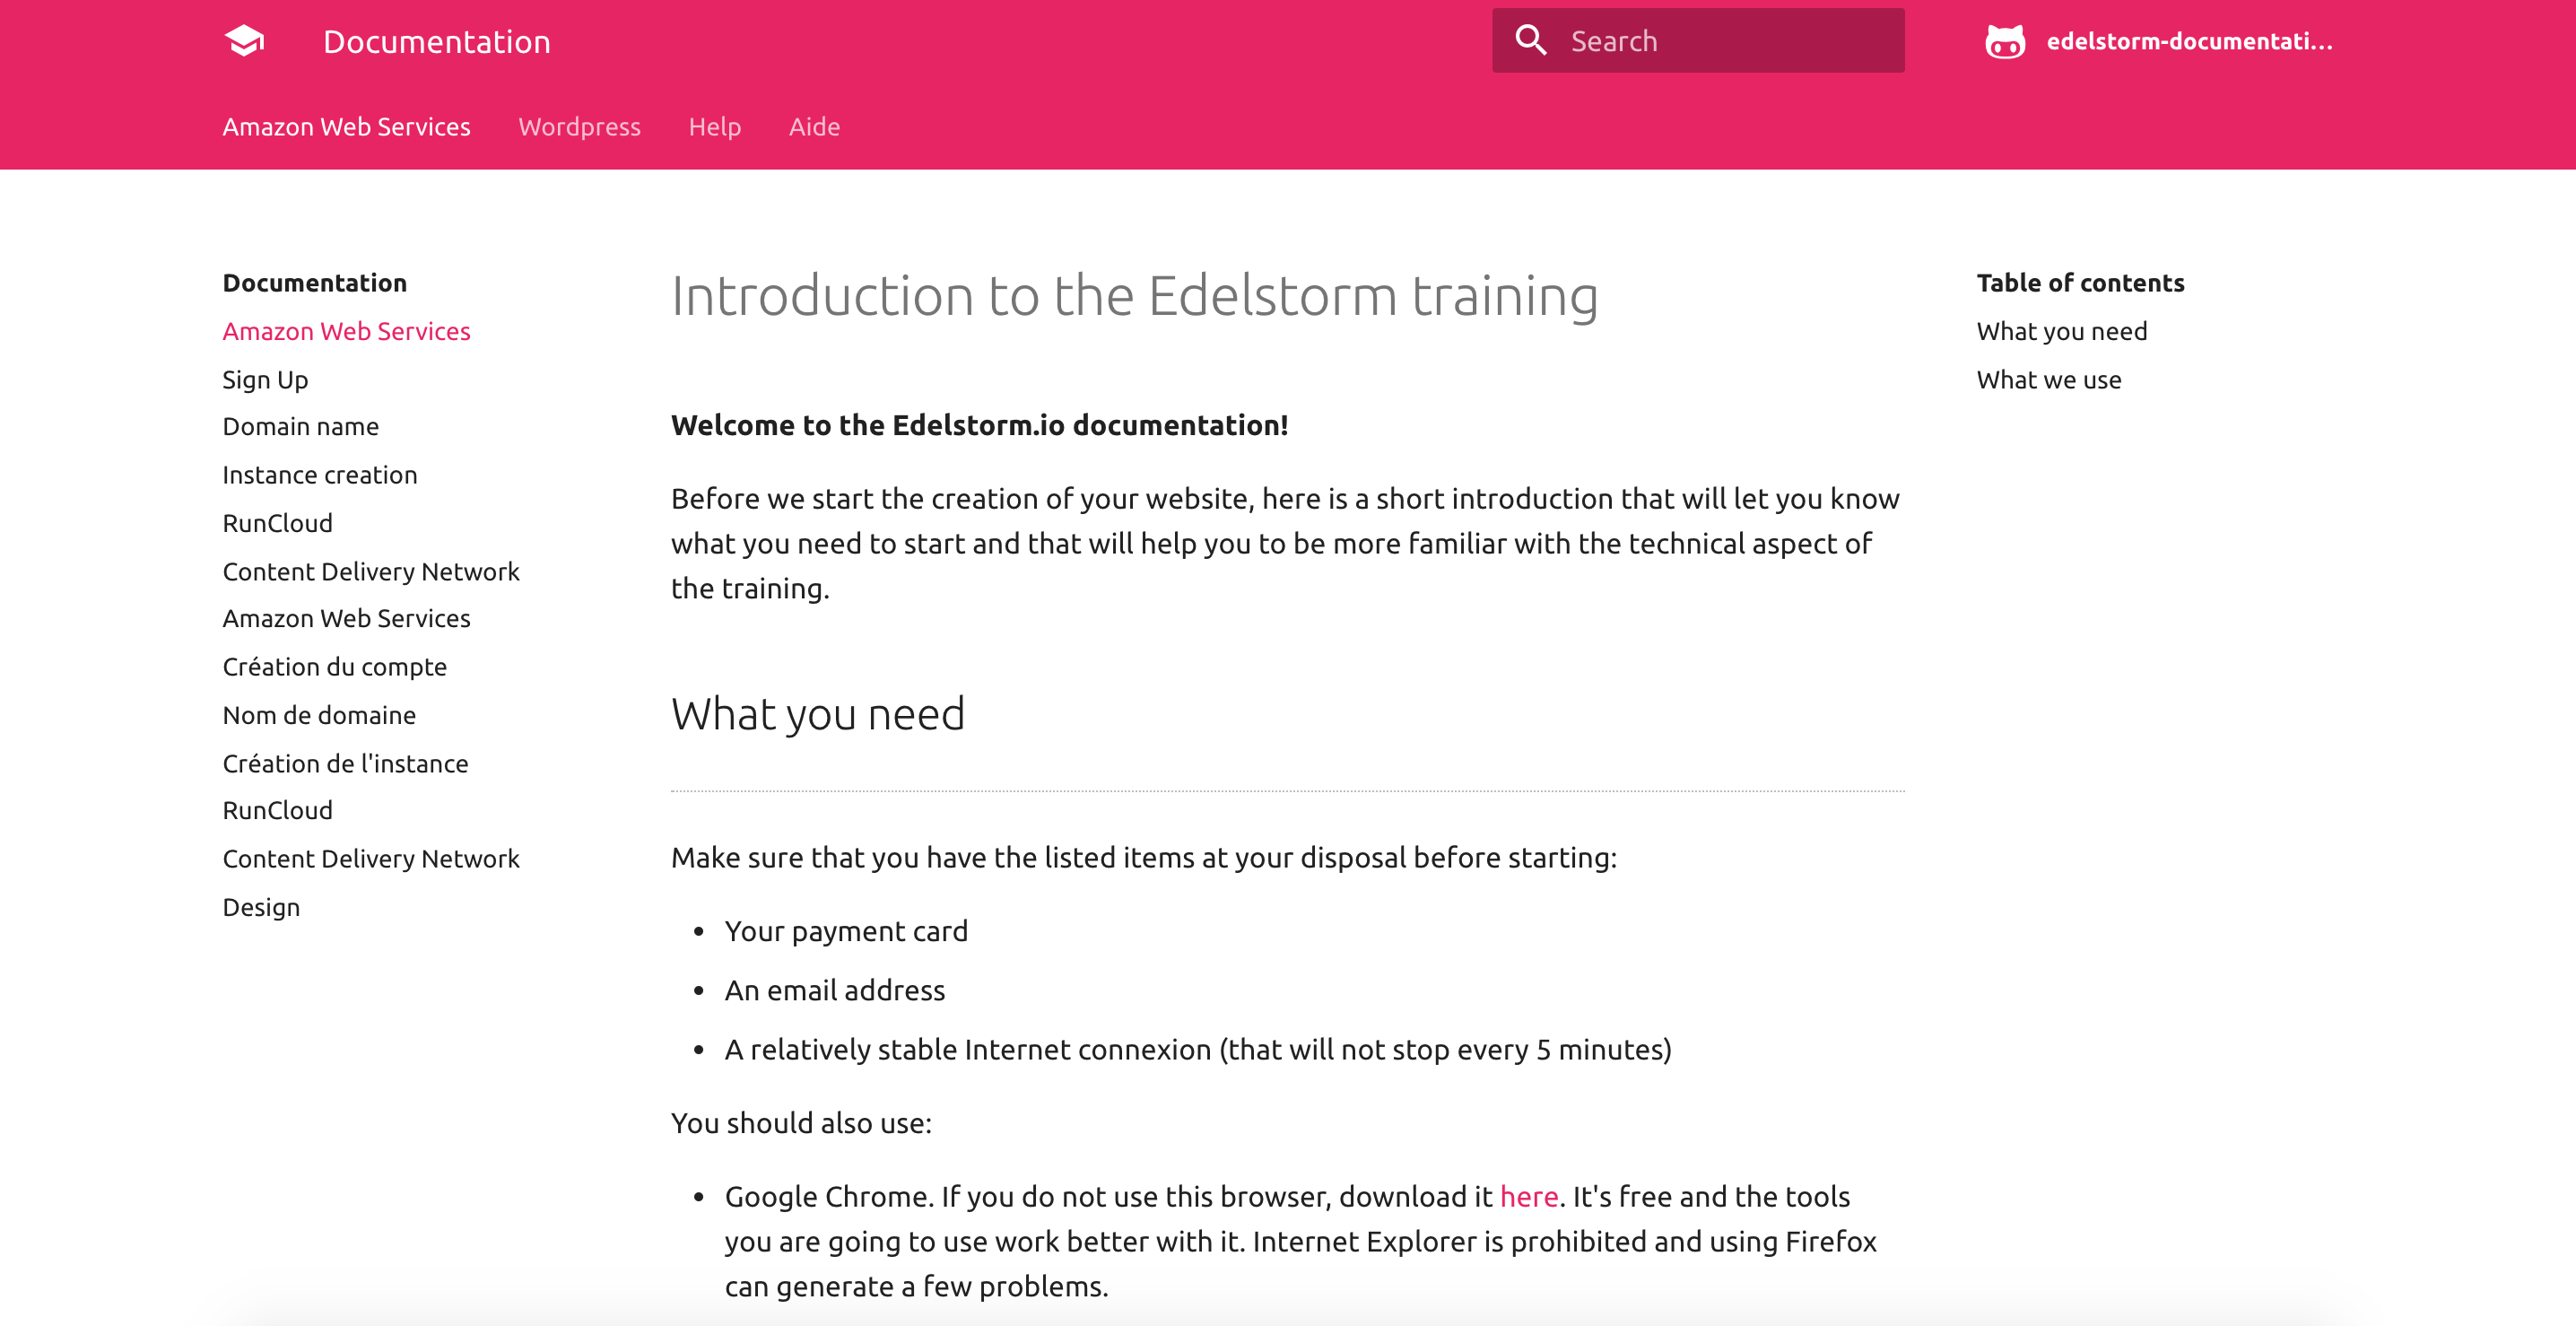 Documentation
Search
edelstorm-documentati...
Amazon Web Services
Wordpress
Help
Aide
Documentation
Amazon Web Services
Sign Up
Domain name
Instance creation
RunCloud
Content Delivery Network
Amazon Web Services
Création du compte
Nom de domaine
Création de l'instance
RunCloud
Content Delivery Network
Design
Introduction to the Edelstorm training
Welcome to the Edelstorm.io documentation!
Before we start the creation of your website, here is a short introduction that will let you know
what you need to start and that will help you to be more familiar with the technical aspect of
the training.
What you need
Make sure that you have the listed items at your disposal before starting:
• Your payment card
• An email address
• A relatively stable Internet connexion (that will not stop every 5 minutes)
You should also use:
• Google Chrome. If you do not use this browser, download it here. It's free and the tools
you are going to use work better with it. Internet Explorer is prohibited and using Firefox
can generate a few problems.
Table of contents
What you need
What we use